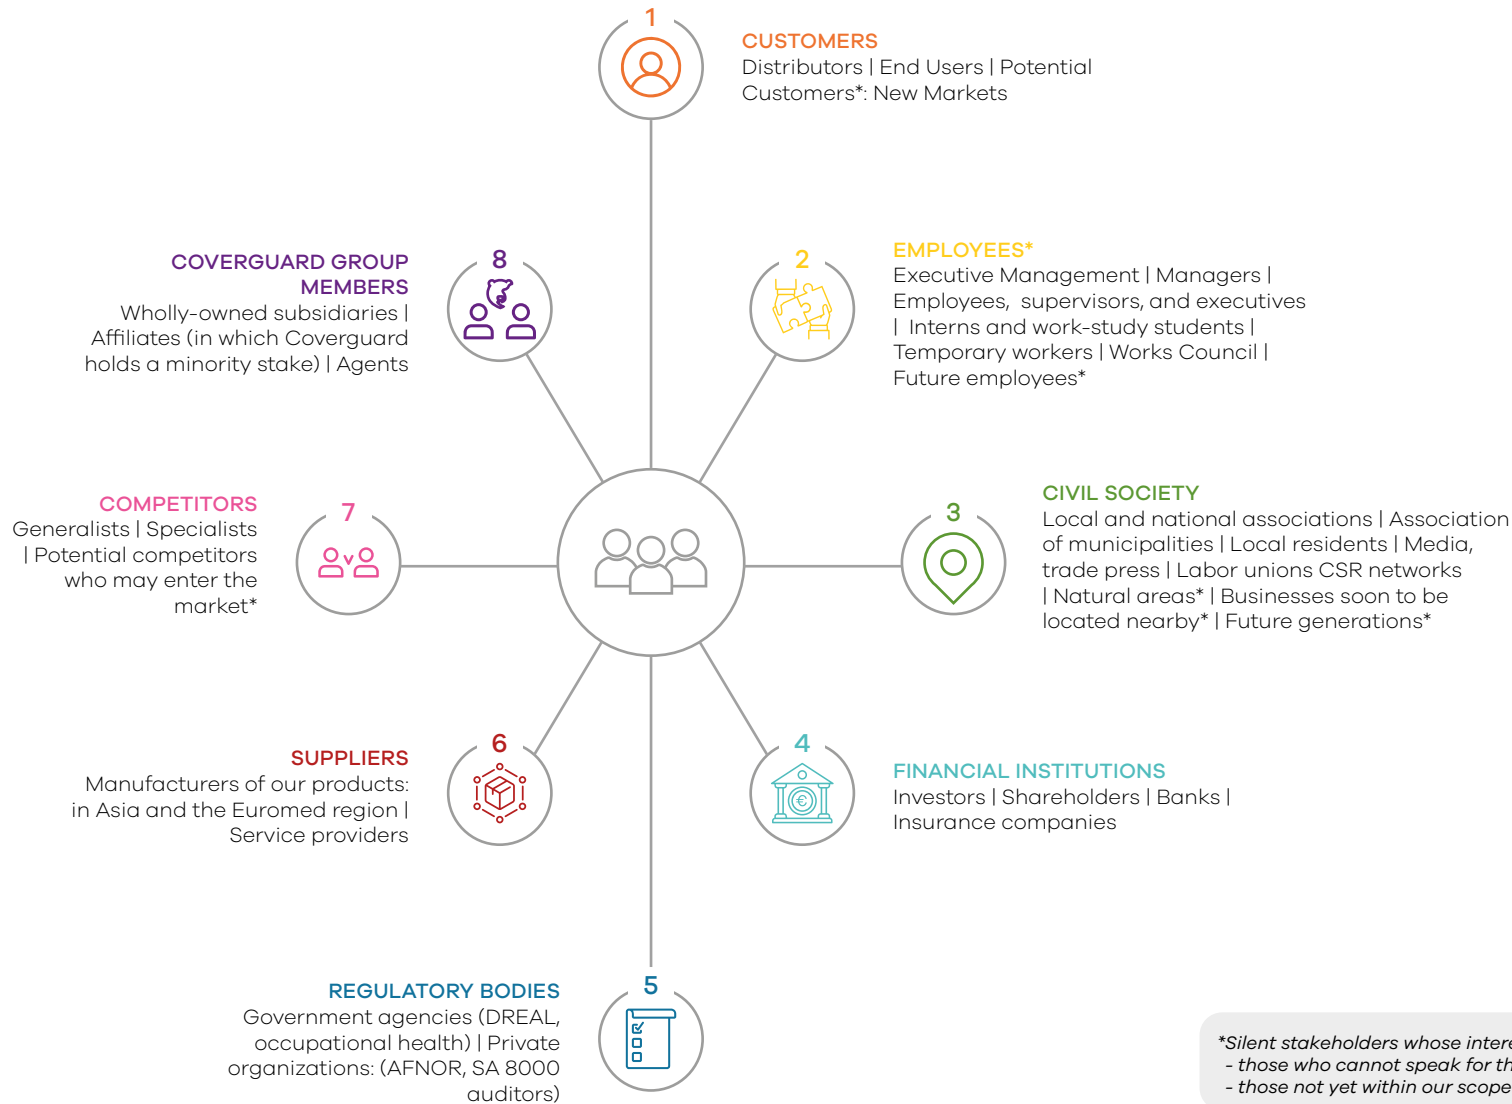 1
CUSTOMERS
Distributors | End Users | Potential
Customers*: New Markets
2
EMPLOYEES*
Executive Management | Managers |
Employees, supervisors, and executives
| Interns and work-study students |
Temporary workers | Works Council |
Future employees*
3
CIVIL SOCIETY
Local and national associations | Association
of municipalities | Local residents | Media,
trade press | Labor unions CSR networks
| Natural areas* | Businesses soon to be
located nearby* | Future generations*
4
FINANCIAL INSTITUTIONS
Investors | Shareholders | Banks |
Insurance companies
5
REGULATORY BODIES
Government agencies (DREAL,
occupational health) | Private
organizations: (AFNOR, SA 8000
auditors)
6
SUPPLIERS
Manufacturers of our products:
in Asia and the Euromed region |
Service providers
7
COMPETITORS
Generalists | Specialists
| Potential competitors
who may enter the
market*
8
COVERGUARD GROUP
MEMBERS
Wholly-owned subsidiaries |
Affiliates (in which Coverguard
holds a minority stake) | Agents
*Silent stakeholders whose
- those who cannot speak for
- those not yet within our scope